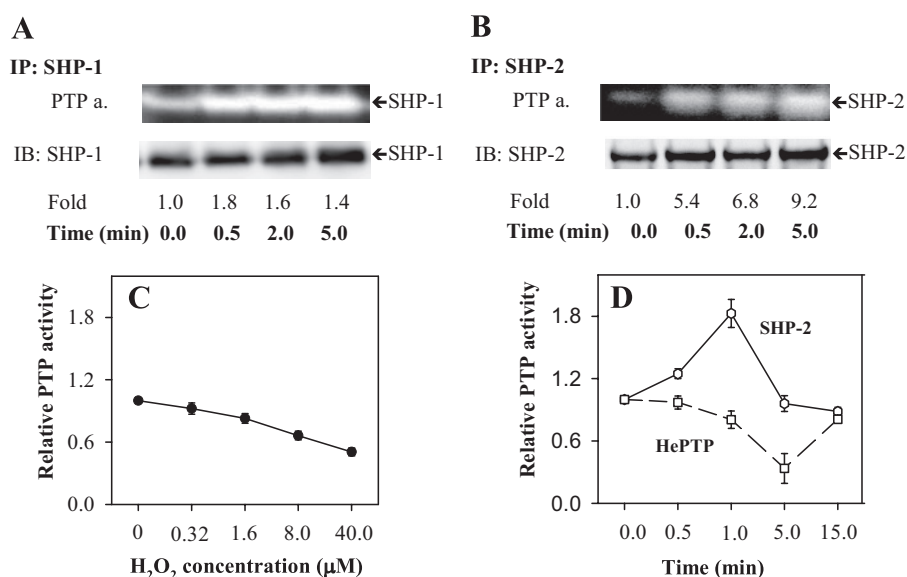 A
IP: SHP-1
PTP a.
←SHP-1
IB: SHP-1
←SHP-1
Fold 1.0 1.8 1.6 1.4
Time (min) 0.0 0.5 2.0 5.0
B
IP: SHP-2
PTP a.
←SHP-2
IB: SHP-2
←SHP-2
Fold 1.0 5.4 6.8 9.2
Time (min) 0.0 0.5 2.0 5.0
C
Relative PTP activity
1.8
1.2
0.6
0.0
0 0.32 1.6 8.0 40.0
H₂O₂ concentration (µM)
D
Relative PTP activity
1.8
1.2
0.6
0.0
SHP-2
HePTP
0.0 0.5 1.0 5.0 15.0
Time (min)